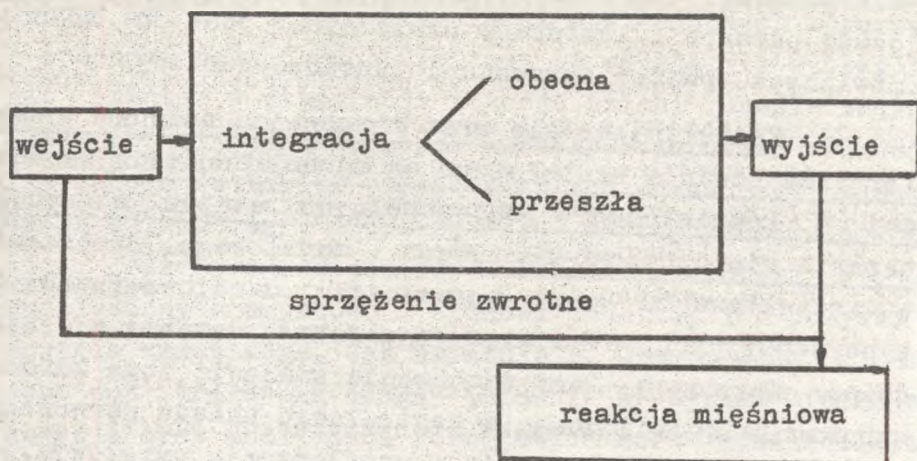 obecna
wejście integracja wyjście
przeszła
sprzężenie zwrotne
reakcja mięśniowa